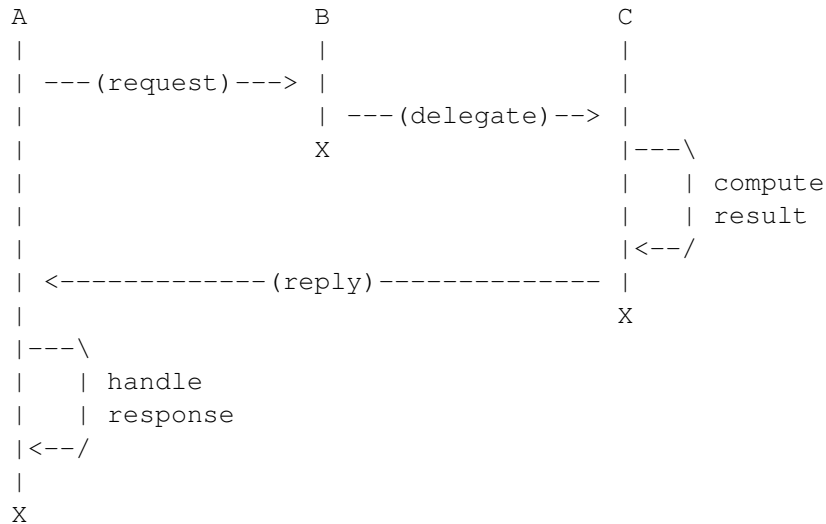 A B C
| | |
| ---(request)---> | |
| | ---(delegate)--> |
| X |---\
| | | compute
| | | result
| |<--/
| <-------------(reply)-------------- |
| X
|---\
| | handle
| | response
|<--/
|
X